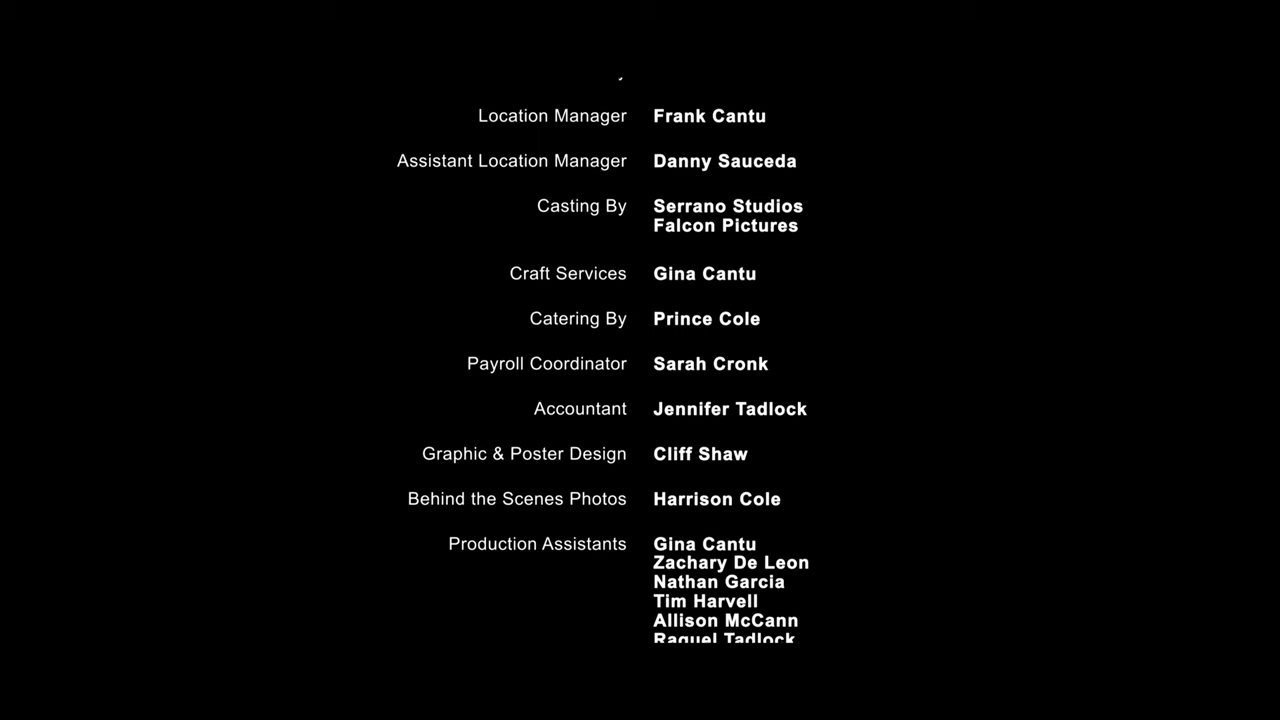 Location Manager Frank Cantu
Assistant Location Manager Danny Sauceda
Casting By Serrano Studios
Falcon Pictures
Craft Services Gina Cantu
Catering By Prince Cole
Payroll Coordinator Sarah Cronk
Accountant Jennifer Tadlock
Graphic & Poster Design Cliff Shaw
Behind the Scenes Photos Harrison Cole
Production Assistants Gina Cantu
Zachary De Leon
Nathan Garcia
Tim Harvell
Allison McCann
Raquel Tadlock